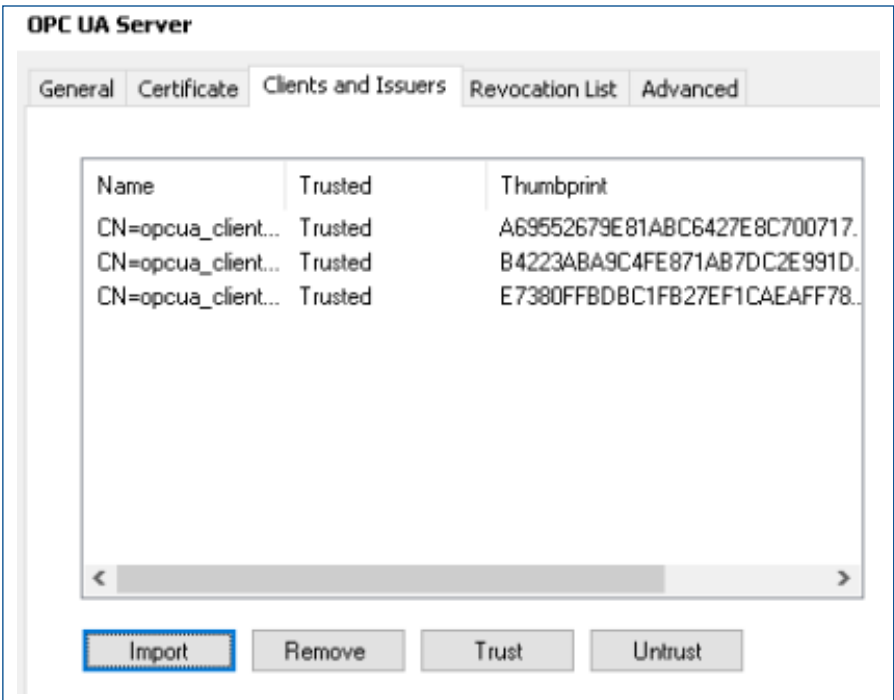 OPC UA Server
General Certificate Clients and Issuers Revocation List Advanced
Name Trusted Thumbprint
CN=opcua_client... Trusted A69552679E81ABC6427E8C700717.
CN=opcua_client... Trusted B4223ABA9C4FE871AB7DC2E991D.
CN=opcua_client... Trusted E7380FFBDBC1FB27EF1CAEAFF78..
Import Remove Trust Untrust